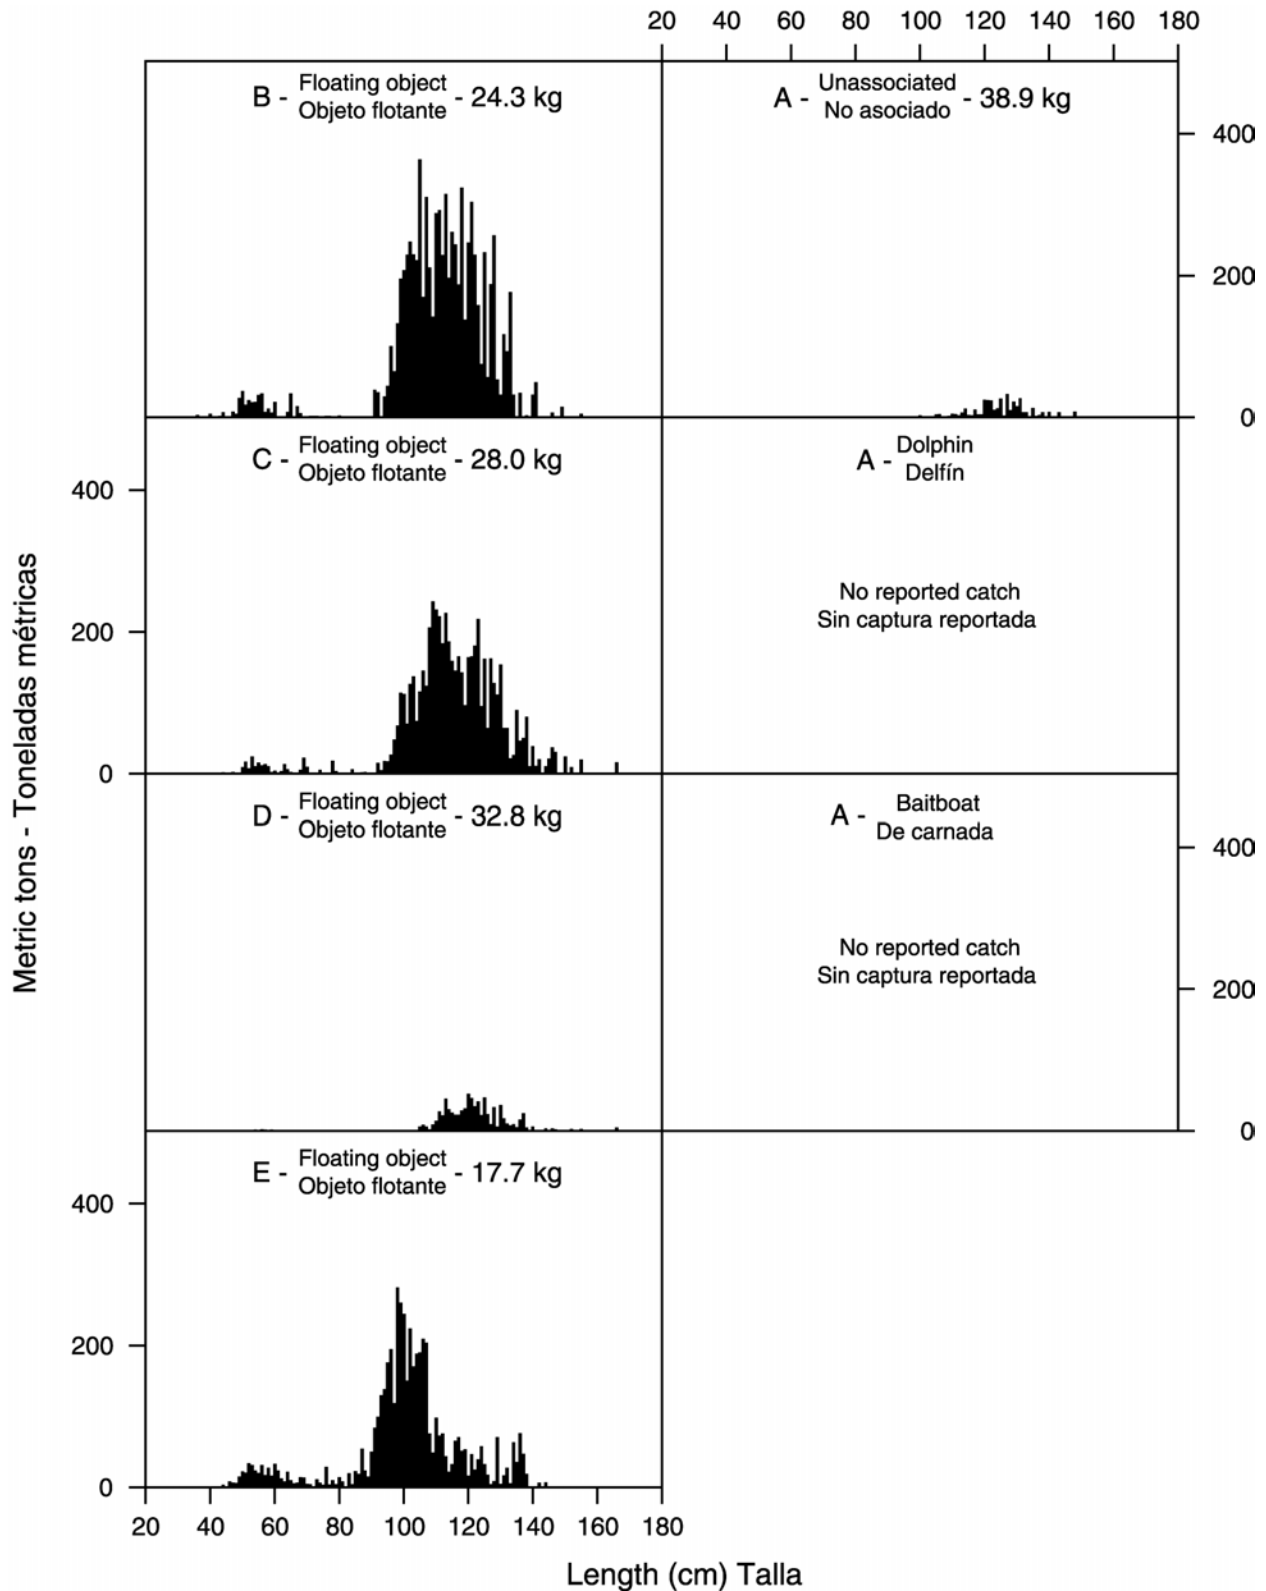 20 40 60 80 100 120 140 160 180
B - Floating object - 24.3 kg
Objeto flotante
A - Unassociated - 38.9 kg
No asociado
400
200
0
C - Floating object - 28.0 kg
Objeto flotante
A - Dolphin
Delfín
400
200
0
No reported catch
Sin captura reportada
D - Floating object - 32.8 kg
Objeto flotante
A - Baitboat
De carnada
400
200
0
No reported catch
Sin captura reportada
E - Floating object - 17.7 kg
Objeto flotante
400
200
0
20 40 60 80 100 120 140 160 180
Length (cm) Talla
Metric tons - Toneladas métricas